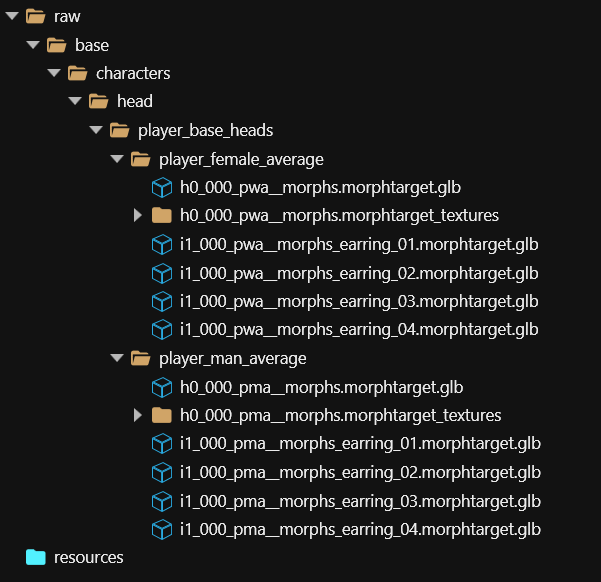 raw
base
characters
head
player_base_heads
player_female_average
h0_000_pwa__morphs.morphtarget.glb
h0_000_pwa__morphs.morphtarget_textures
i1_000_pwa__morphs_earring_01.morphtarget.glb
i1_000_pwa__morphs_earring_02.morphtarget.glb
i1_000_pwa__morphs_earring_03.morphtarget.glb
i1_000_pwa__morphs_earring_04.morphtarget.glb
player_man_average
h0_000_pma__morphs.morphtarget.glb
h0_000_pma__morphs.morphtarget_textures
i1_000_pma__morphs_earring_01.morphtarget.glb
i1_000_pma__morphs_earring_02.morphtarget.glb
i1_000_pma__morphs_earring_03.morphtarget.glb
i1_000_pma__morphs_earring_04.morphtarget.glb
resources